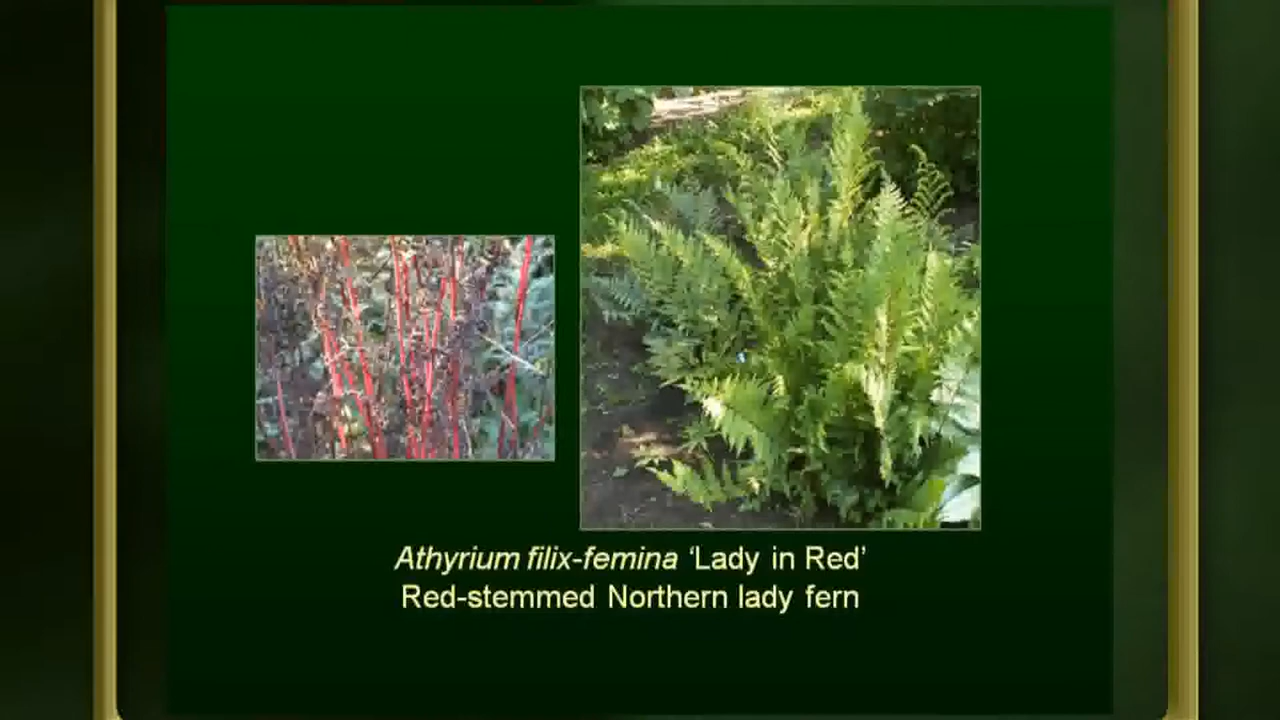 Athyrium filix-femina ‘Lady in Red’
Red-stemmed Northern lady fern